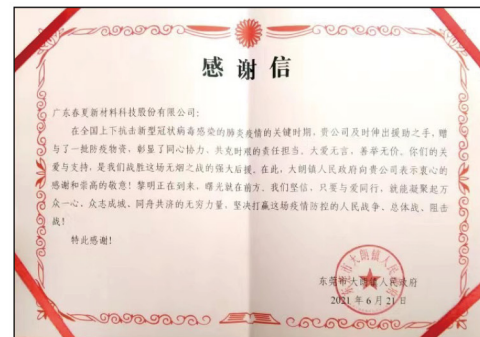 感谢信
广东春夏新材料科技股份有限公司:
在全国上下抗击新型冠状病毒感染的肺炎疫情的关键时期，贵公司及时伸出援助之手，赠
与了一批防疫物资，彰显了同心协力、共克时艰的责任担当。大爱无言，善举无价，你们的关
爱与支持，是我们战胜这场无烟之战的强大后援。在此，大朗镇人民政府向贵公司表示衷心的
感谢和崇高的敬意！黎明正在到来，曙光就在前方，我们坚信，只要与爱同行，就能凝聚起万
众一心、众志成城、同舟共济的无穷力量，坚决打赢这场疫情防控的人民战争、总体战、阻击
战！
特此感谢！
东莞市大朗镇人民政府
2021年6月21日